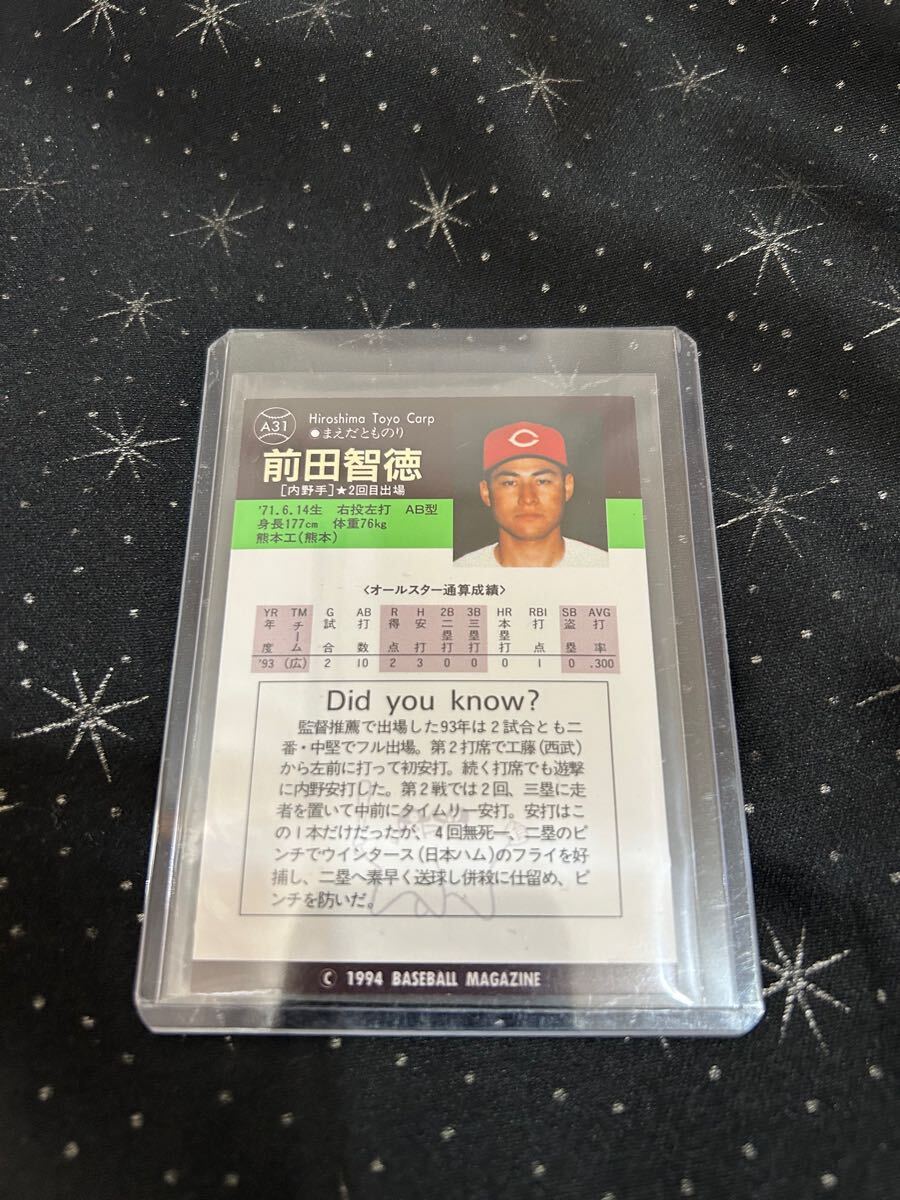 A31
Hiroshima Toyo Carp
●まえだとものり
前田智徳
[内野手]★2回目出場
'71.6.14生 右投左打 AB型
身長177cm 体重76kg
熊本工(熊本)
C
〈オールスター通算成績〉
YR TM G AB R H 2B 3B HR RBI SB AVG
年度 チーム 試合 打数 得点 安打 二塁打 三塁打 本塁打 打点 盗塁 打率
'93 (広) 2 10 2 3 0 0 0 1 0 .300
Did you know?
監督推薦で出場した93年は2試合とも二
番・中堅でフル出場。第2打席で工藤(西武)
から左前に打って初安打。続く打席でも遊撃
に内野安打した。第2戦では2回、三塁に走
者を置いて中前にタイムリー安打。安打はこ
の1本だけだったが、4回無死一、二塁のピ
ンチでウインタース(日本ハム)のフライを好
捕し、二塁へ素早く送球し併殺に仕留め、ピ
ンチを防いだ。
© 1994 BASEBALL MAGAZINE